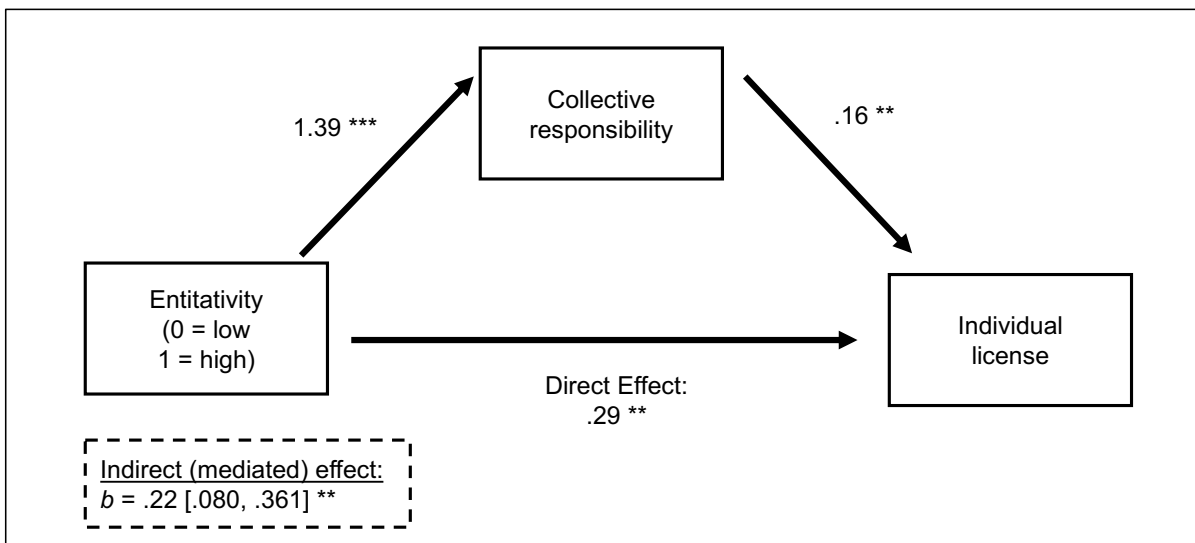 Collective
responsibility
1.39 ***
.16 **
Entitativity
(0 = low
1 = high)
Individual
license
Direct Effect:
.29 **
Indirect (mediated) effect:
b = .22 [.080, .361] **